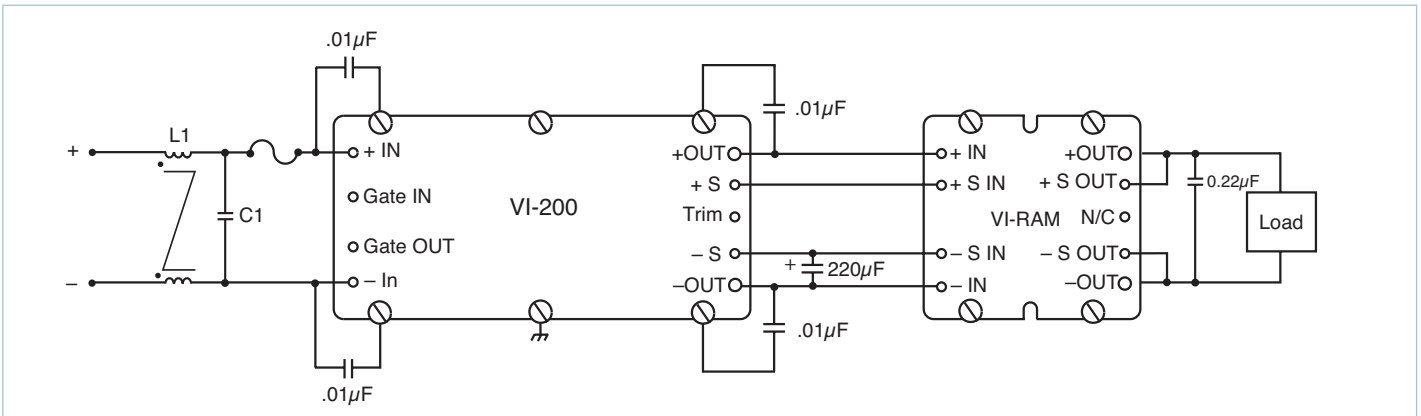 .01µF
.01µF
L1
+
+ IN
Gate IN
C1
Gate OUT
–
– In
.01µF
VI-200
+OUT
+ S
Trim
– S
–OUT
+
220µF
.01µF
+ IN
+ S IN
VI-RAM
– S IN
– IN
+OUT
+ S OUT
N/C
– S OUT
–OUT
0.22µF
Load